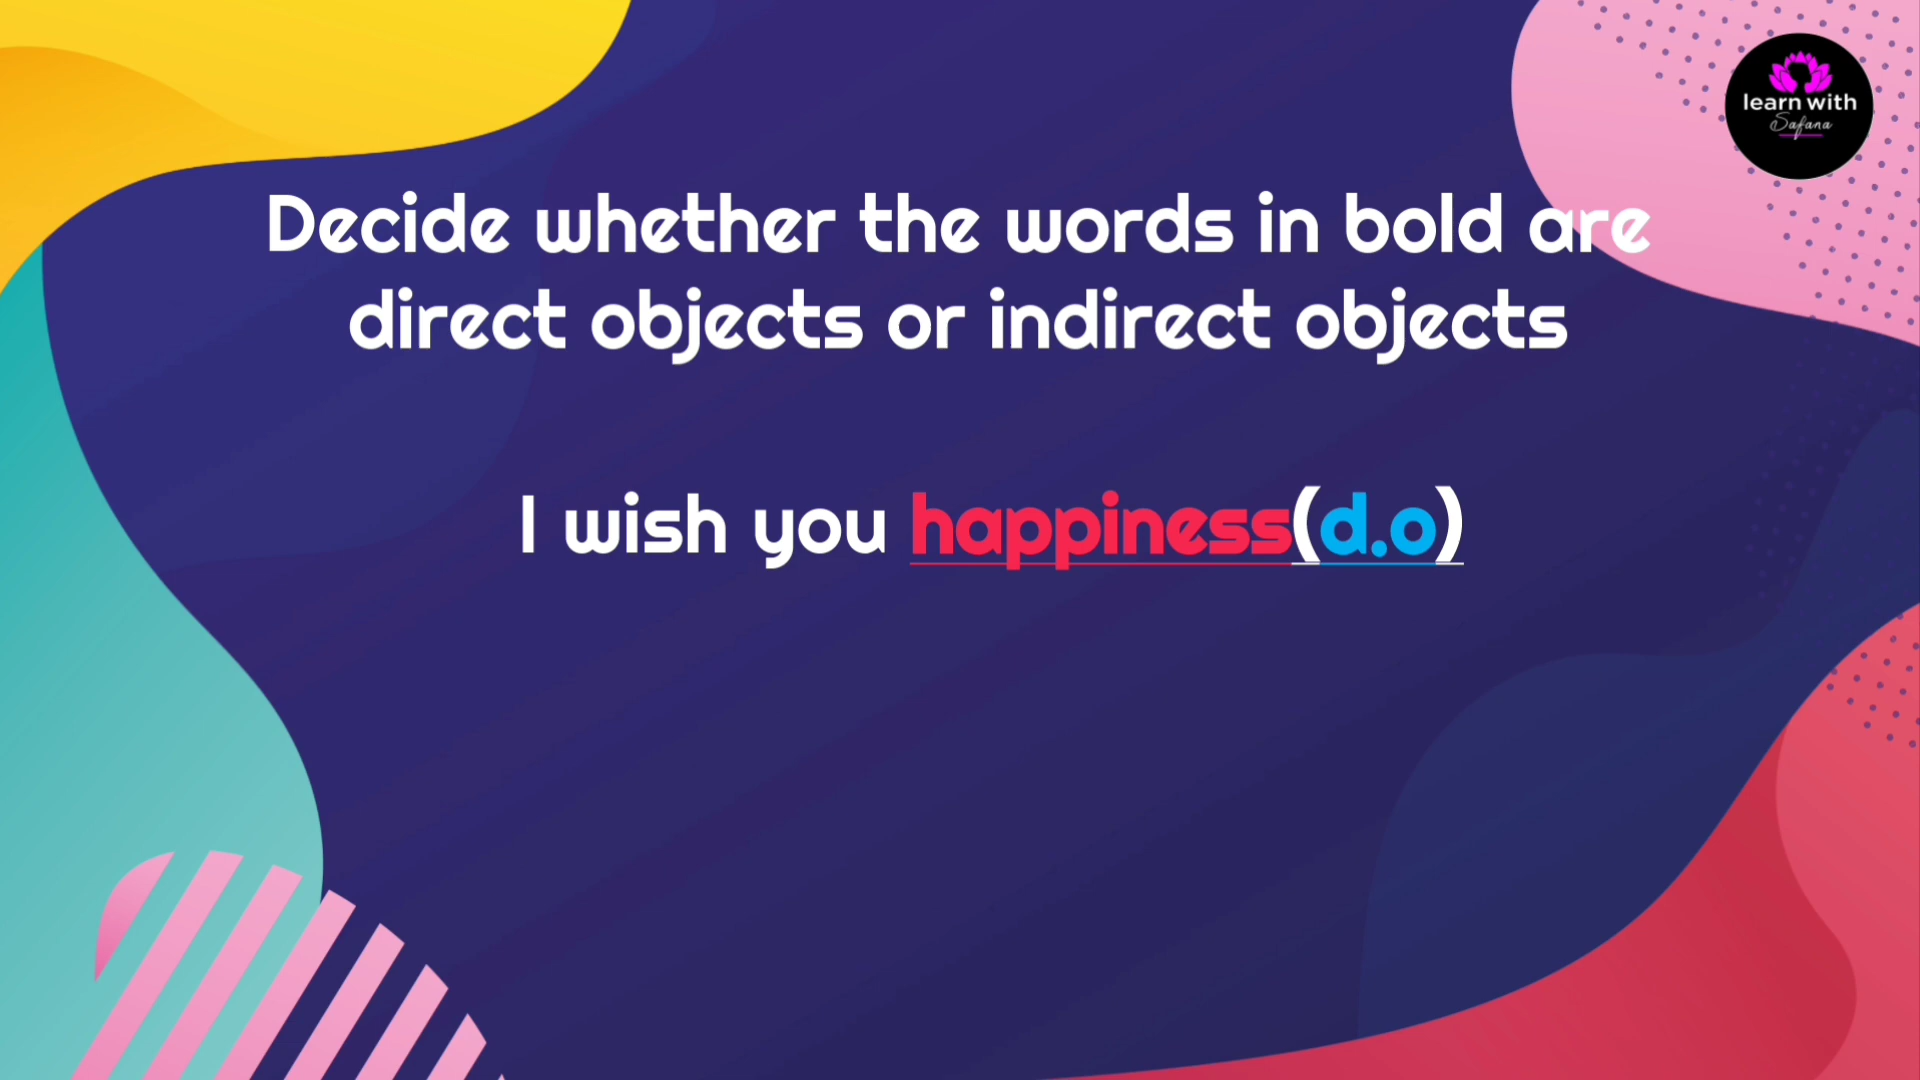 learn with
Safana
Decide whether the words in bold are
direct objects or indirect objects
I wish you happiness(d.o)